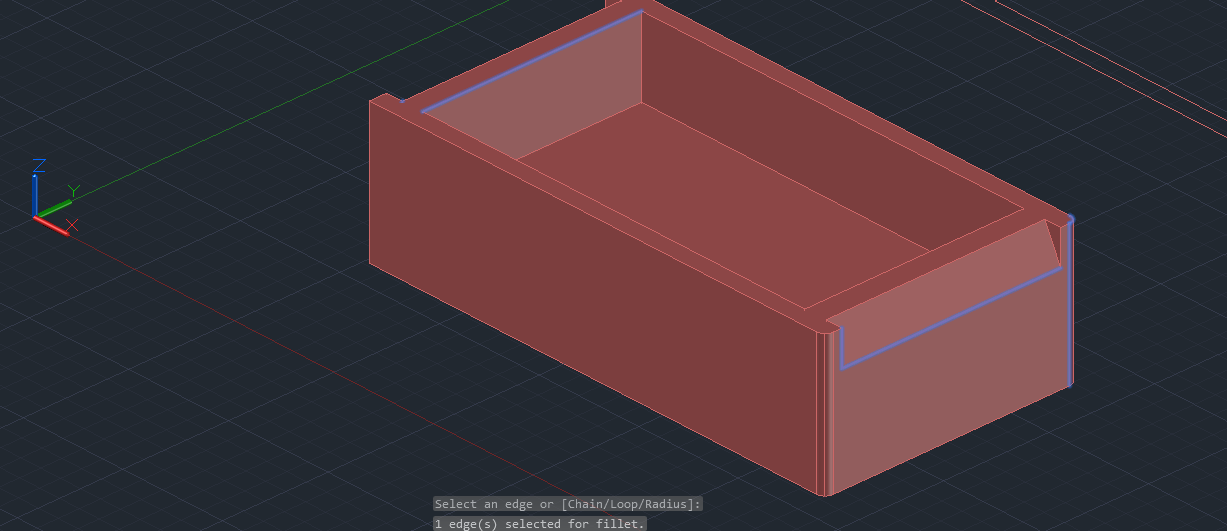 Z
Y
X
Select an edge or [Chain/Loop/Radius]:
1 edge(s) selected for fillet.